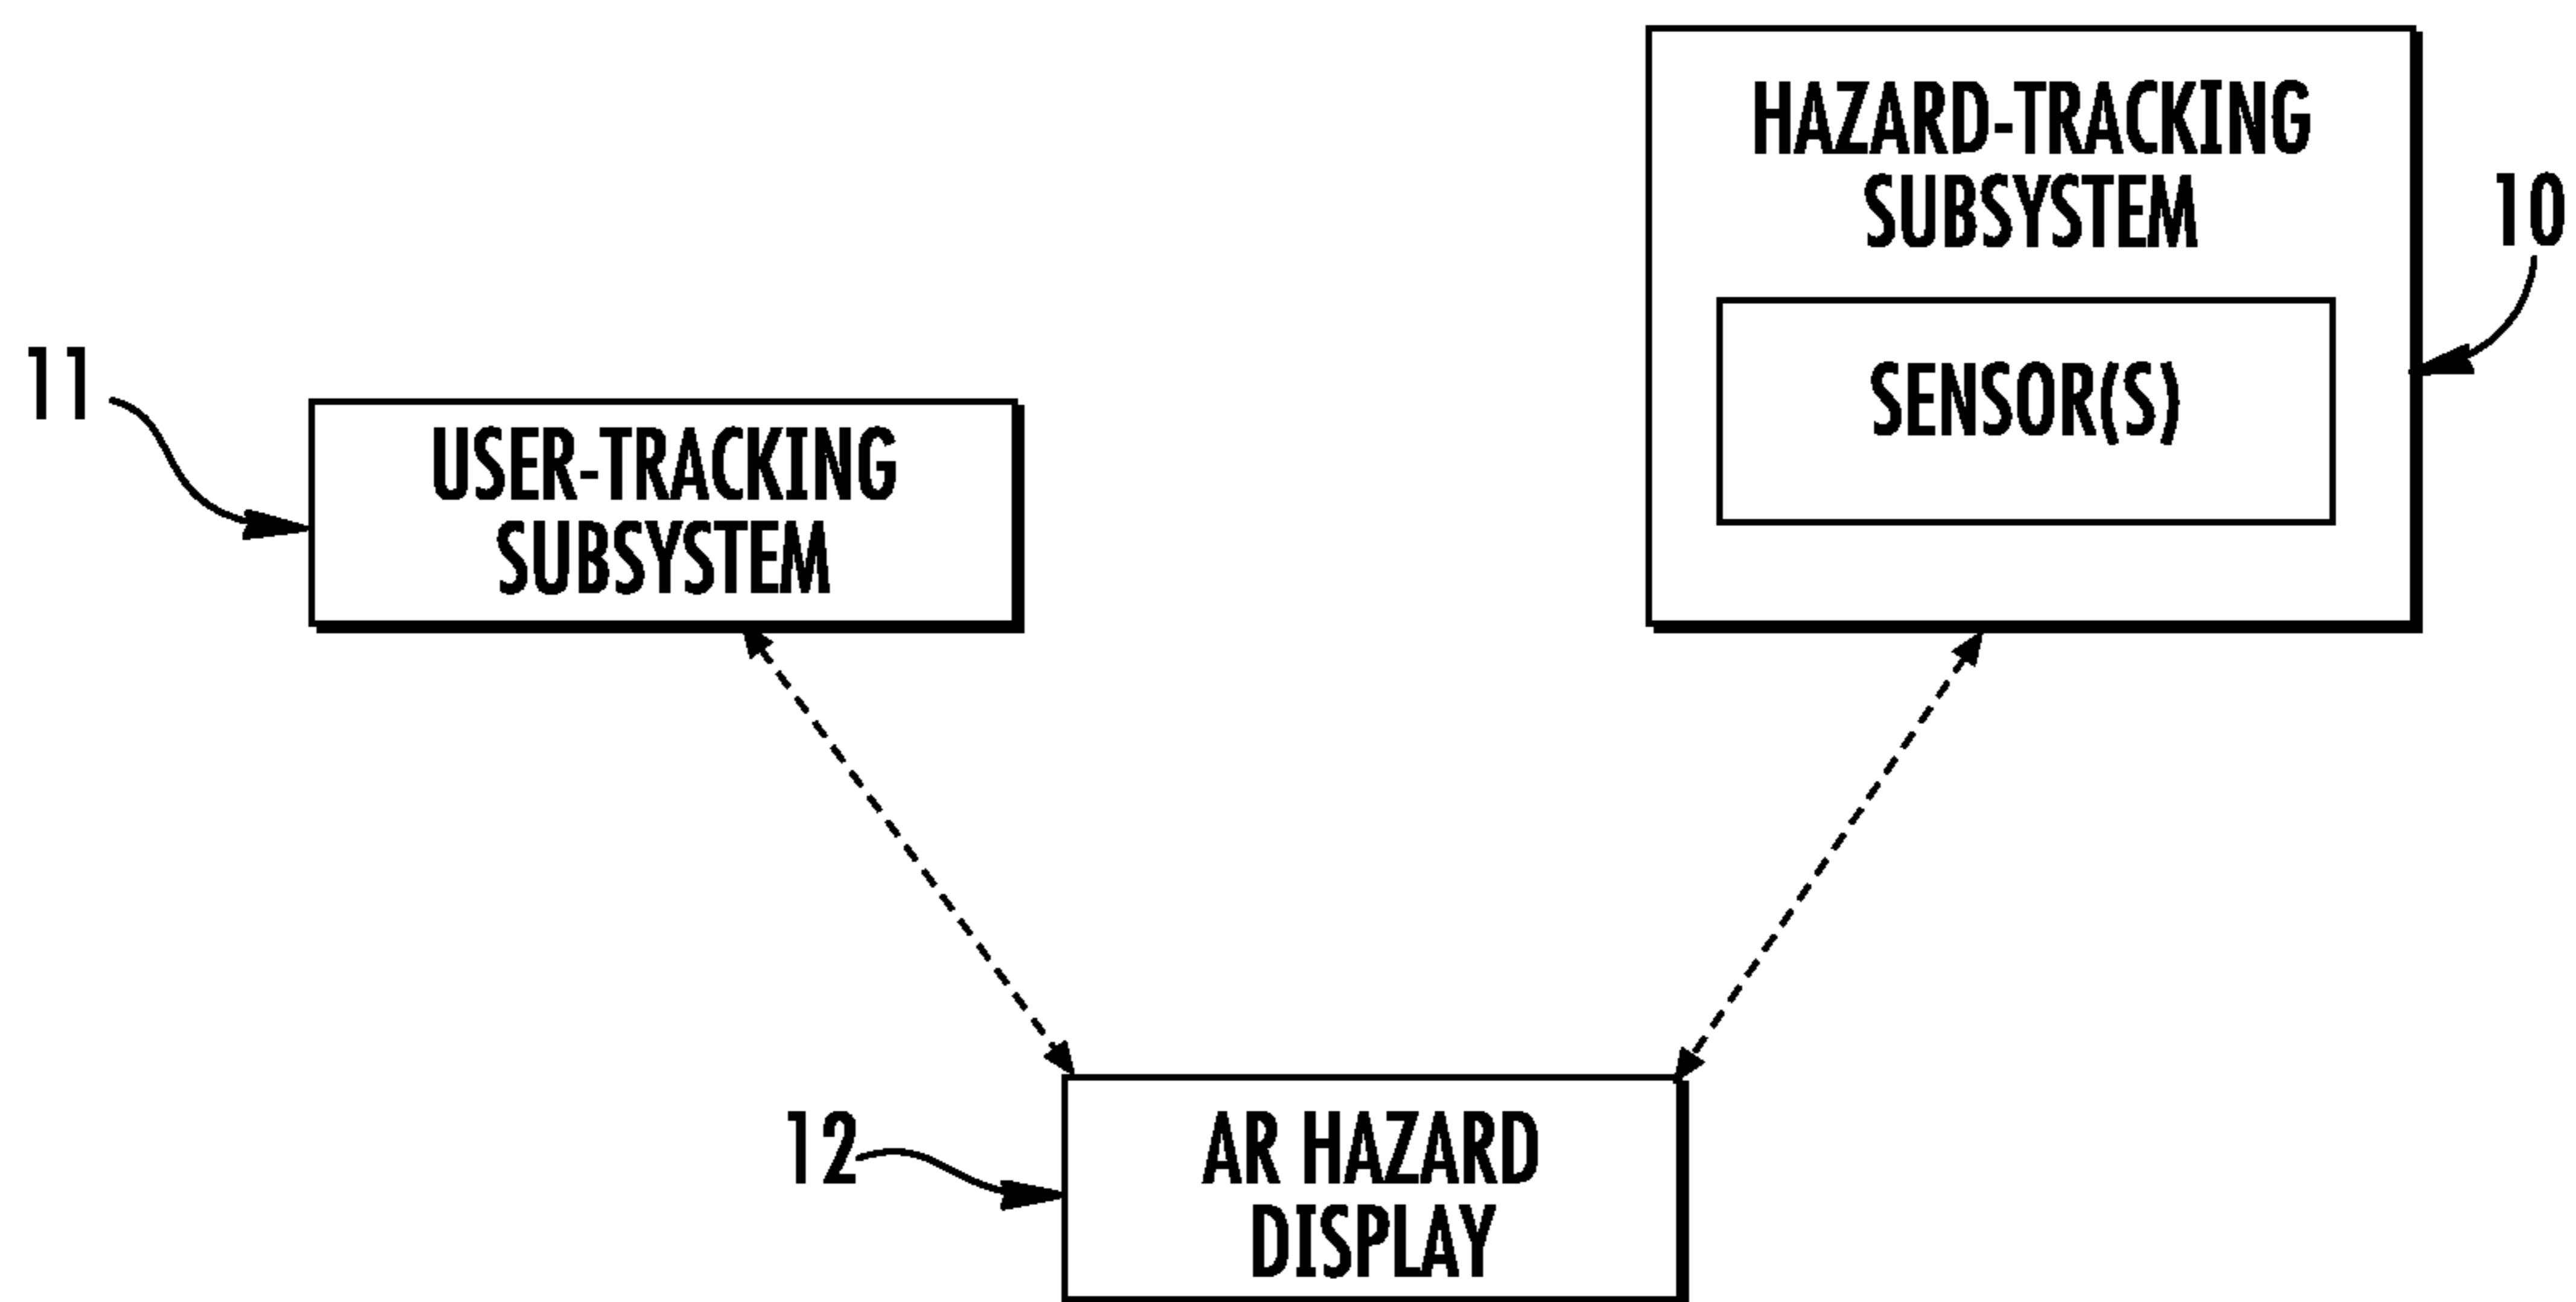 HAZARD-TRACKING
SUBSYSTEM
10
SENSOR(S)
11
USER-TRACKING
SUBSYSTEM
12
AR HAZARD
DISPLAY